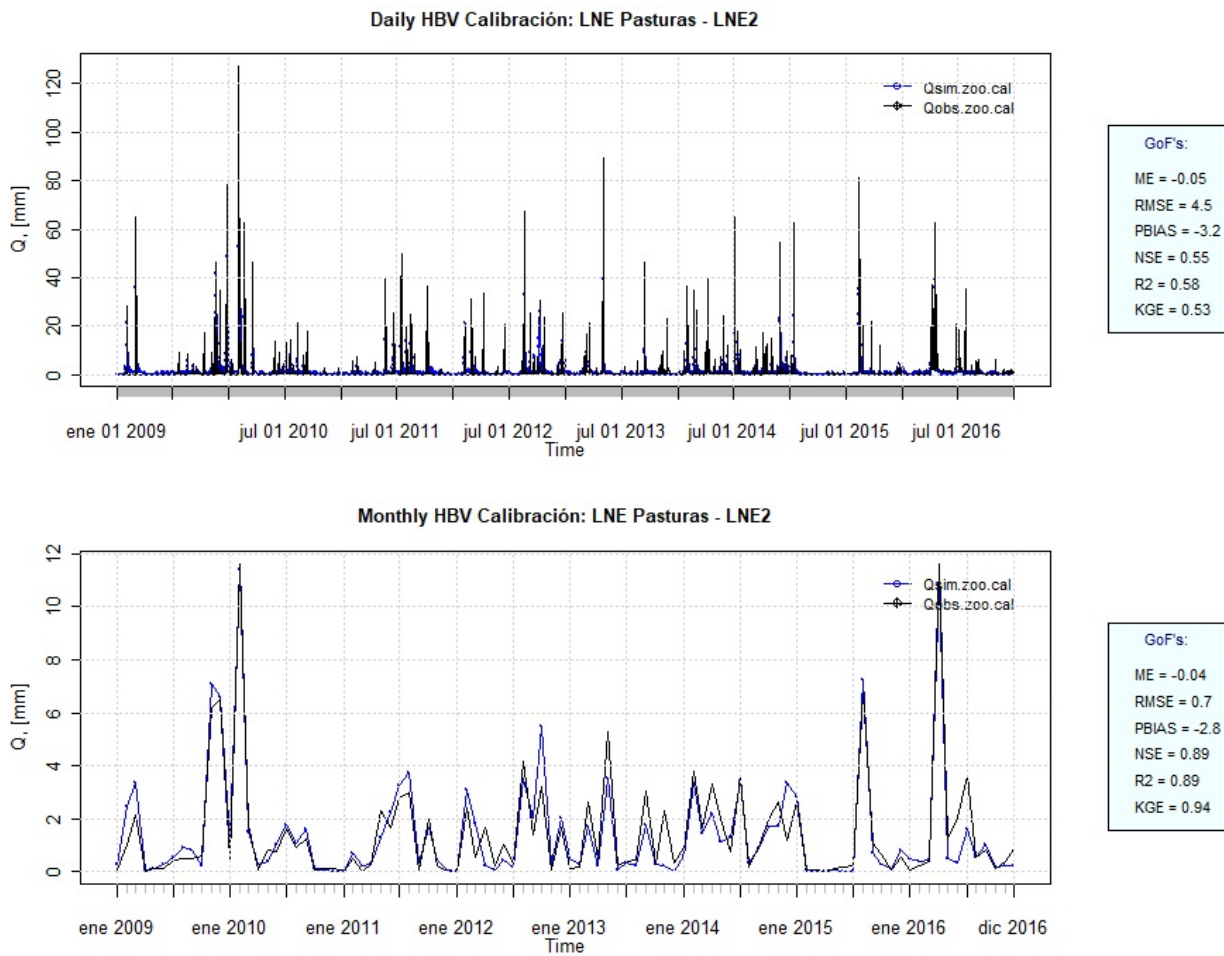 Daily HBV Calibración: LNE Pasturas - LNE2
Q, [mm]
120
100
80
60
40
20
0
Qsim.zoo.cal
Qobs.zoo.cal
ene 01 2009
jul 01 2010
jul 01 2011
jul 01 2012
jul 01 2013
jul 01 2014
jul 01 2015
jul 01 2016
Time
GoF's:
ME = -0.05
RMSE = 4.5
PBIAS = -3.2
NSE = 0.55
R2 = 0.58
KGE = 0.53
Monthly HBV Calibración: LNE Pasturas - LNE2
Q, [mm]
12
10
8
6
4
2
0
Qsim.zoo.cal
Qobs.zoo.cal
ene 2009
ene 2010
ene 2011
ene 2012
ene 2013
ene 2014
ene 2015
ene 2016
dic 2016
Time
GoF's:
ME = -0.04
RMSE = 0.7
PBIAS = -2.8
NSE = 0.89
R2 = 0.89
KGE = 0.94